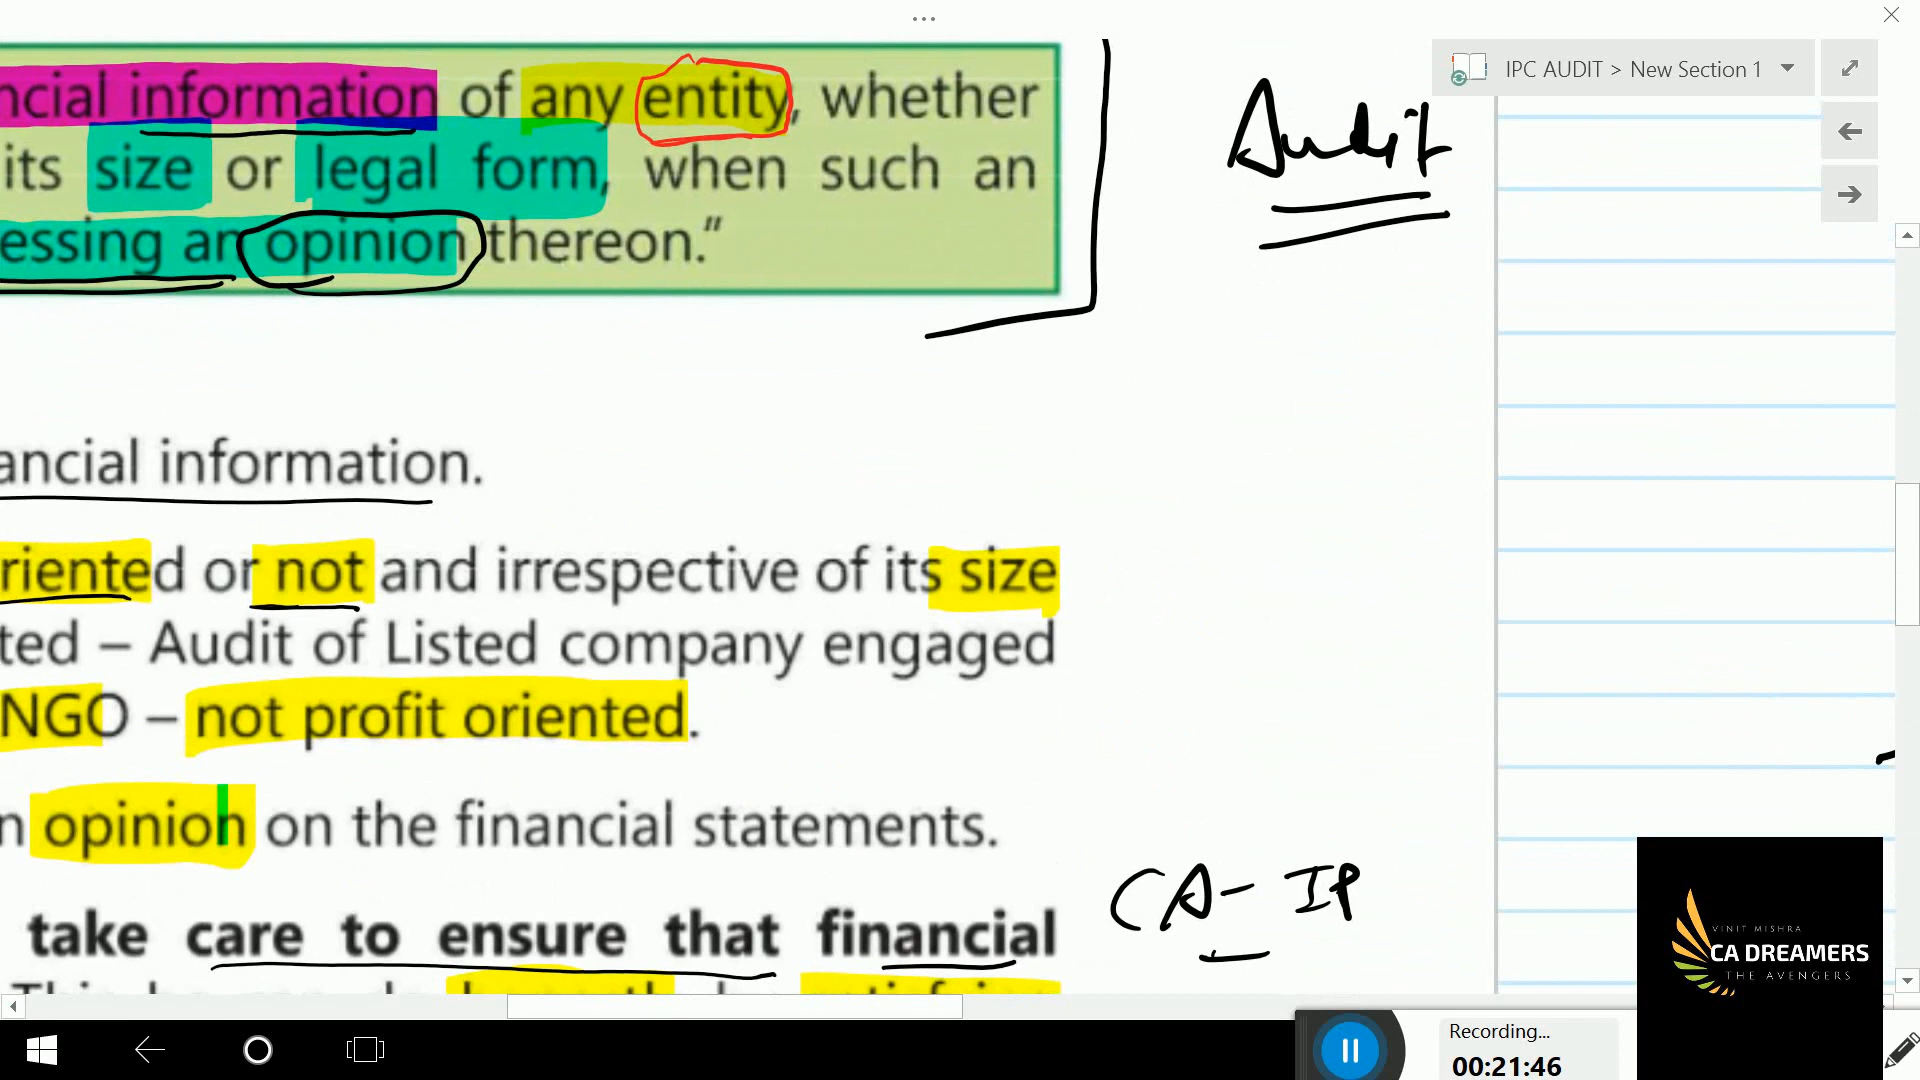 IPC AUDIT > New Section 1
ncial information of any entity, whether
its size or legal form, when such an
essing an opinion thereon.”
Audit
ancial information.
riented or not and irrespective of its size
ted – Audit of Listed company engaged
NGO – not profit oriented.
n opinion on the financial statements.
take care to ensure that financial
CA- IP
VINIT MISHRA
CA DREAMERS
THE AVENGERS
Recording...
00:21:46